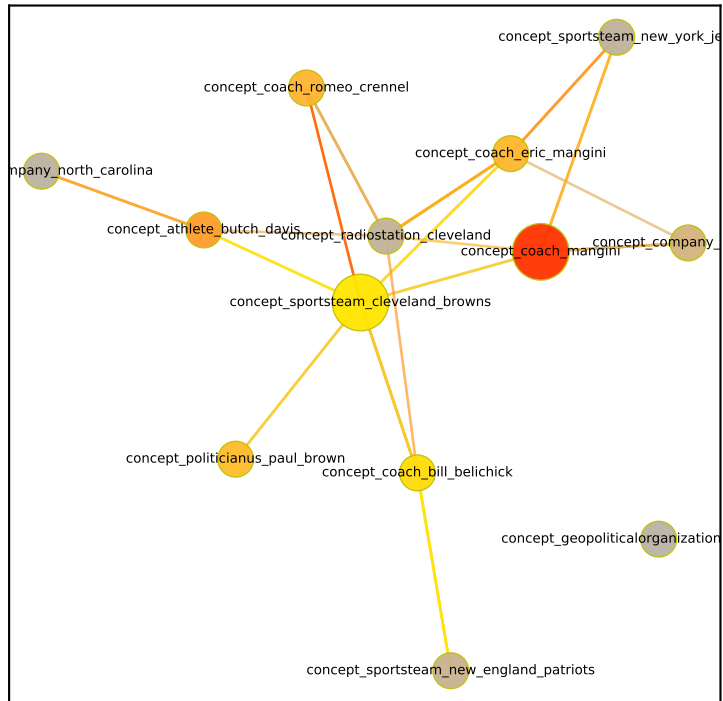 concept_sportsteam_new_york_je
concept_coach_romeo_crennel
concept_coach_eric_mangini
mpany_north_carolina
concept_athlete_butch_davis
concept_radiostation_cleveland
concept_company_
concept_coach_mangini
concept_sportsteam_cleveland_browns
concept_politicianus_paul_brown
concept_coach_bill_belichick
concept_geopoliticalorganization
concept_sportsteam_new_england_patriots